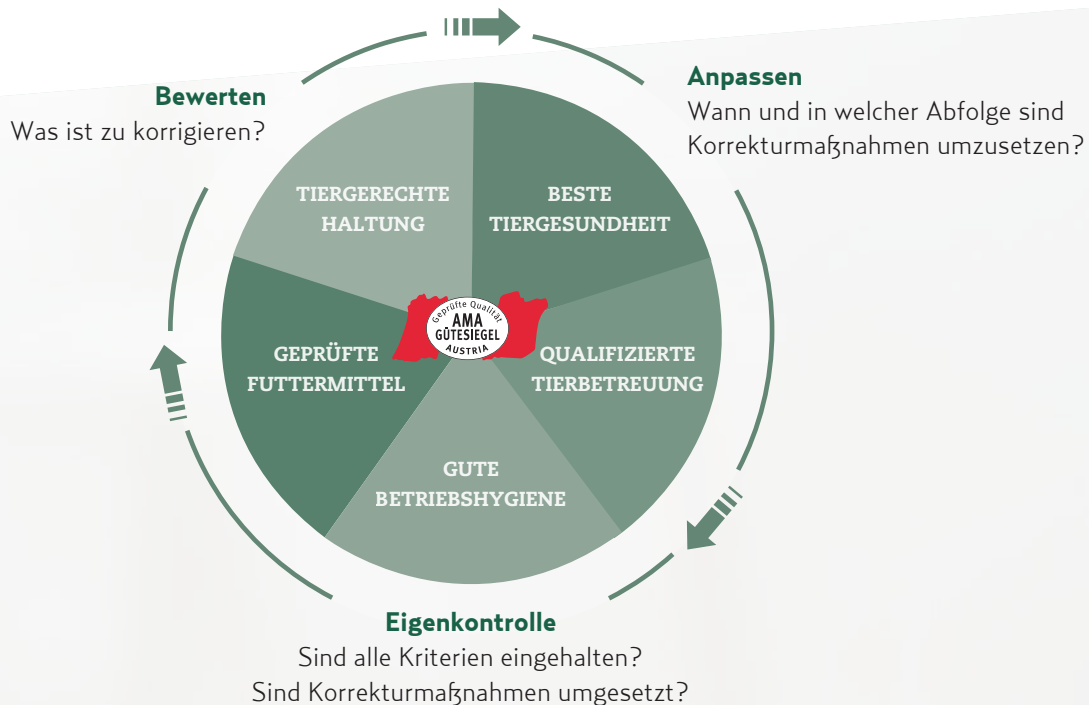 Bewerten
Was ist zu korrigieren?
Anpassen
Wann und in welcher Abfolge sind
Korrekturmaßnahmen umzusetzen?
TIERGERECHTE
HALTUNG
BESTE
TIERGESUNDHEIT
Geprüfte Qualität
AMA
GÜTESIEGEL
AUSTRIA
GEPRÜFTE
FUTTERMITTEL
QUALIFIZIERTE
TIERBETREUUNG
GUTE
BETRIEBSHYGIENE
Eigenkontrolle
Sind alle Kriterien eingehalten?
Sind Korrekturmaßnahmen umgesetzt?